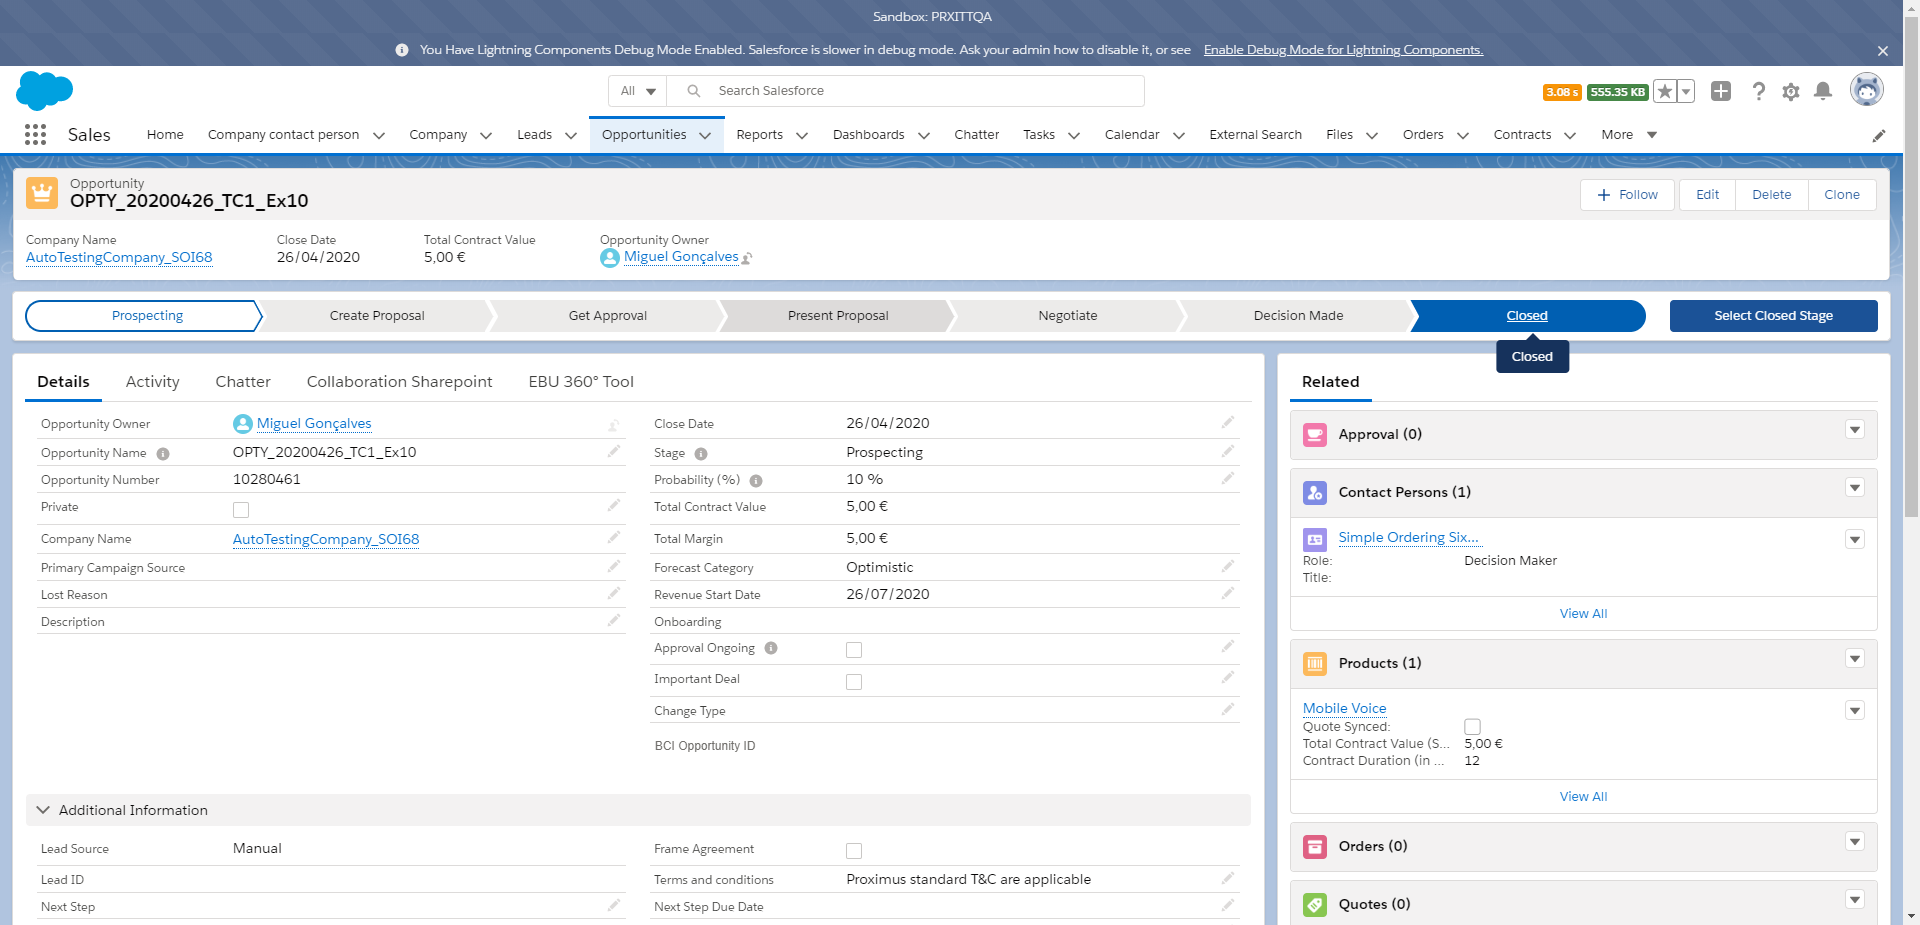 Sandbox: PRXITTQA
You Have Lightning Components Debug Mode Enabled. Salesforce is slower in debug mode. Ask your admin how to disable it, or see Enable Debug Mode for Lightning Components.
All Search Salesforce 3.08 s 555.35 KB
Sales Home Company contact person Company Leads Opportunities Reports Dashboards Chatter Tasks Calendar External Search Files Orders Contracts More
Opportunity
OPTY_20200426_TC1_Ex10
Follow Edit Delete Clone
Company Name Close Date Total Contract Value Opportunity Owner
AutoTestingCompany_SOI68 26/04/2020 5,00 € Miguel Gonçalves
Prospecting Create Proposal Get Approval Present Proposal Negotiate Decision Made Closed Select Closed Stage
Closed
Details Activity Chatter Collaboration Sharepoint EBU 360° Tool
Opportunity Owner Miguel Gonçalves
Opportunity Name OPTY_20200426_TC1_Ex10
Opportunity Number 10280461
Private
Company Name AutoTestingCompany_SOI68
Primary Campaign Source
Lost Reason
Description
Close Date 26/04/2020
Stage Prospecting
Probability (%) 10 %
Total Contract Value 5,00 €
Total Margin 5,00 €
Forecast Category Optimistic
Revenue Start Date 26/07/2020
Onboarding
Approval Ongoing
Important Deal
Change Type
BCI Opportunity ID
Additional Information
Lead Source Manual
Lead ID
Next Step
Frame Agreement
Terms and conditions Proximus standard T&C are applicable
Next Step Due Date
Related
Approval (0)
Contact Persons (1)
Simple Ordering Six...
Role: Decision Maker
Title:
View All
Products (1)
Mobile Voice
Quote Synced:
Total Contract Value (S... 5,00 €
Contract Duration (in ... 12
View All
Orders (0)
Quotes (0)